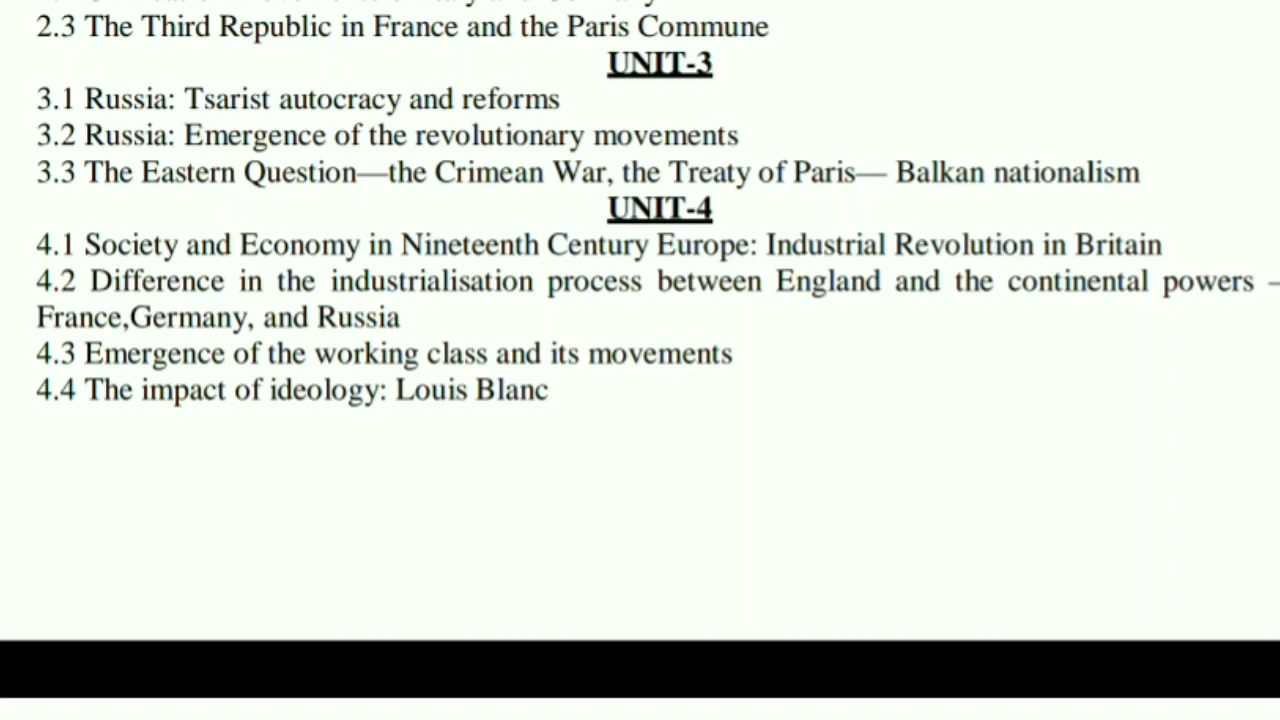 2.3 The Third Republic in France and the Paris Commune
UNIT-3
3.1 Russia: Tsarist autocracy and reforms
3.2 Russia: Emergence of the revolutionary movements
3.3 The Eastern Question—the Crimean War, the Treaty of Paris— Balkan nationalism
UNIT-4
4.1 Society and Economy in Nineteenth Century Europe: Industrial Revolution in Britain
4.2 Difference in the industrialisation process between England and the continental powers –
France,Germany, and Russia
4.3 Emergence of the working class and its movements
4.4 The impact of ideology: Louis Blanc